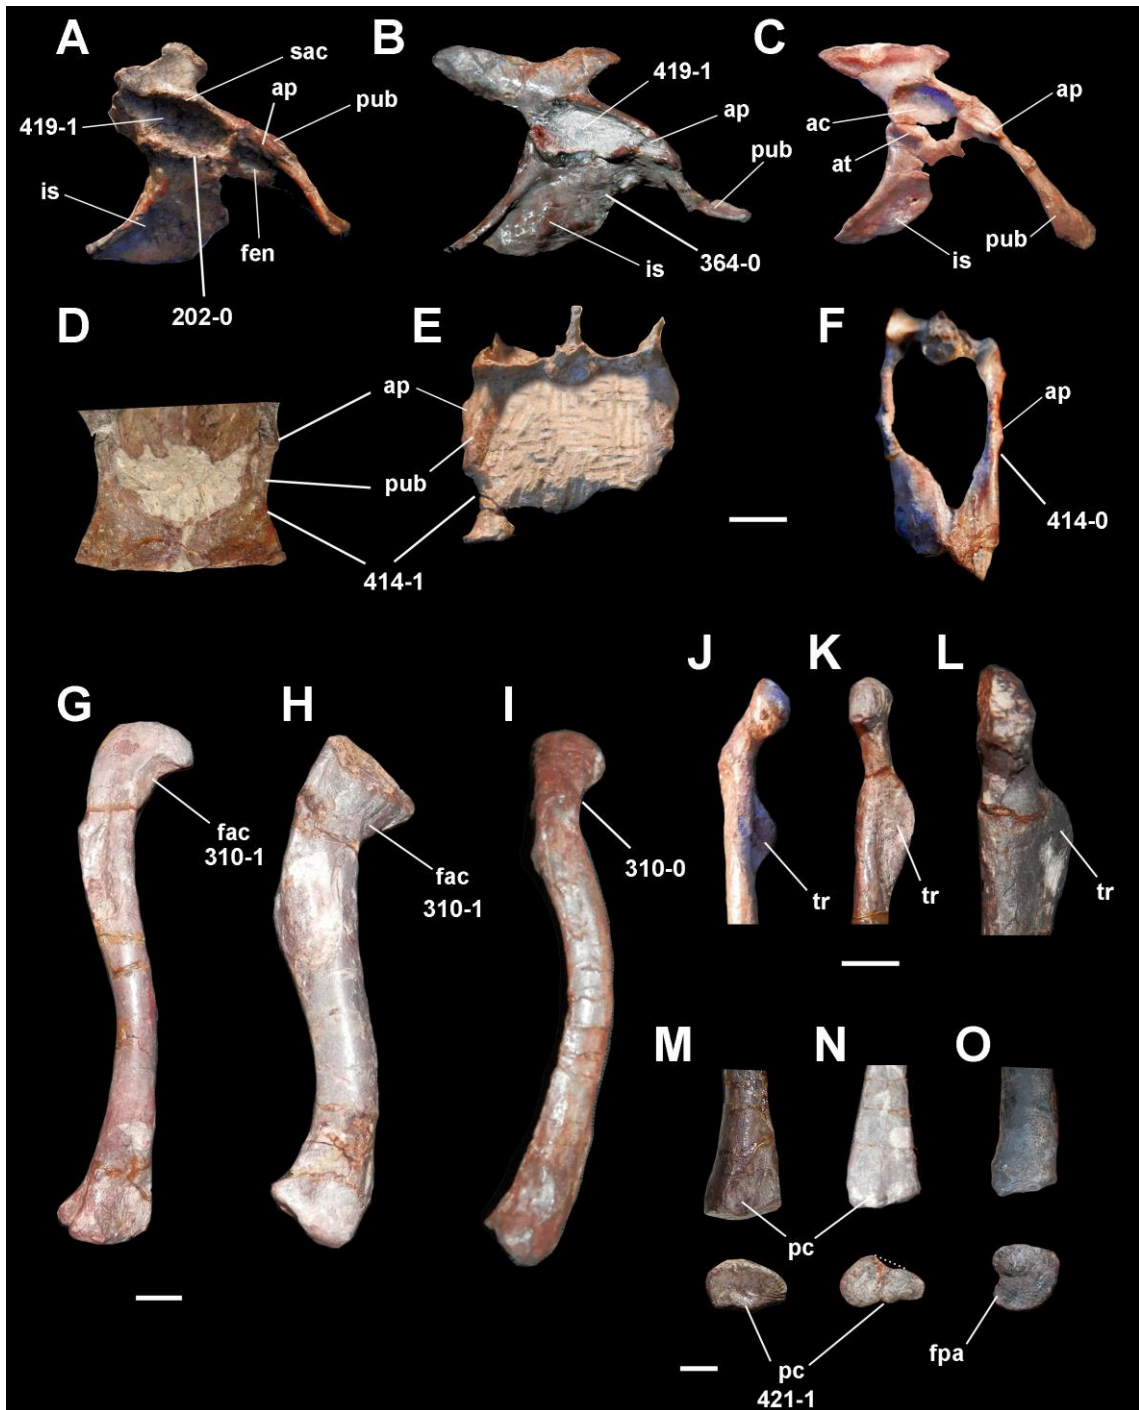 A
B
C
sac
ap
pub
419-1
is
fen
202-0
419-1
ap
pub
is
364-0
ap
ac
at
pub
is
D
E
F
ap
pub
414-1
ap
414-0
G
H
I
J
K
L
fac
310-1
fac
310-1
310-0
tr
tr
tr
M
N
O
pc
pc
421-1
fpa